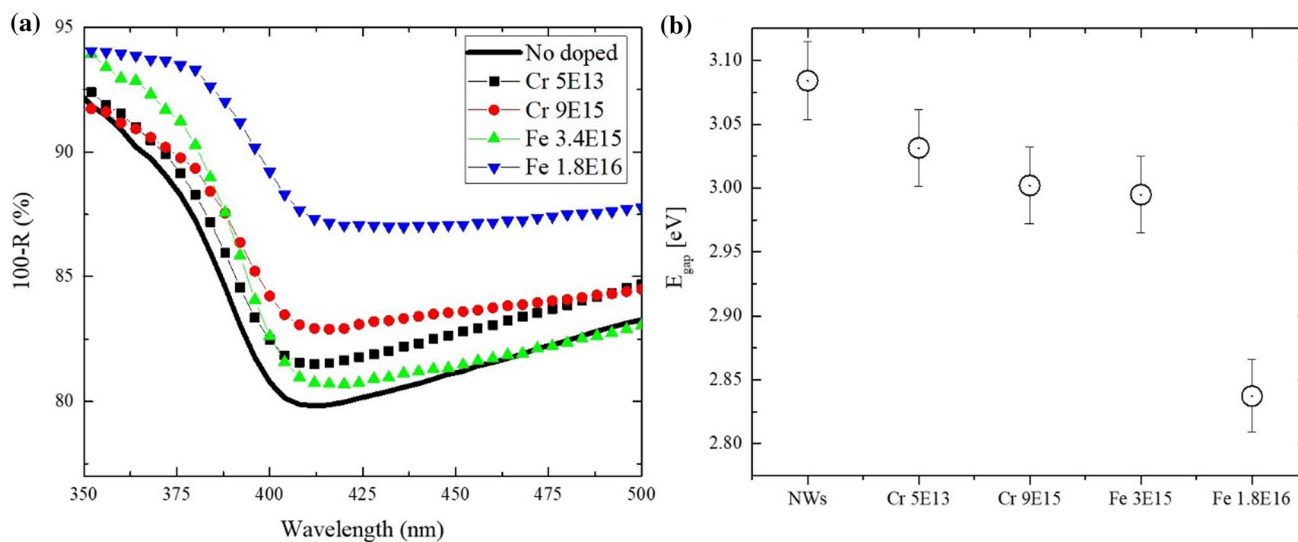 (a)
95
90
85
80
350
375
400
425
450
475
500
100-R (%)
Wavelength (nm)
No doped
Cr 5E13
Cr 9E15
Fe 3.4E15
Fe 1.8E16
(b)
3.10
3.05
3.00
2.95
2.90
2.85
2.80
E_gap [eV]
NWs
Cr 5E13
Cr 9E15
Fe 3E15
Fe 1.8E16